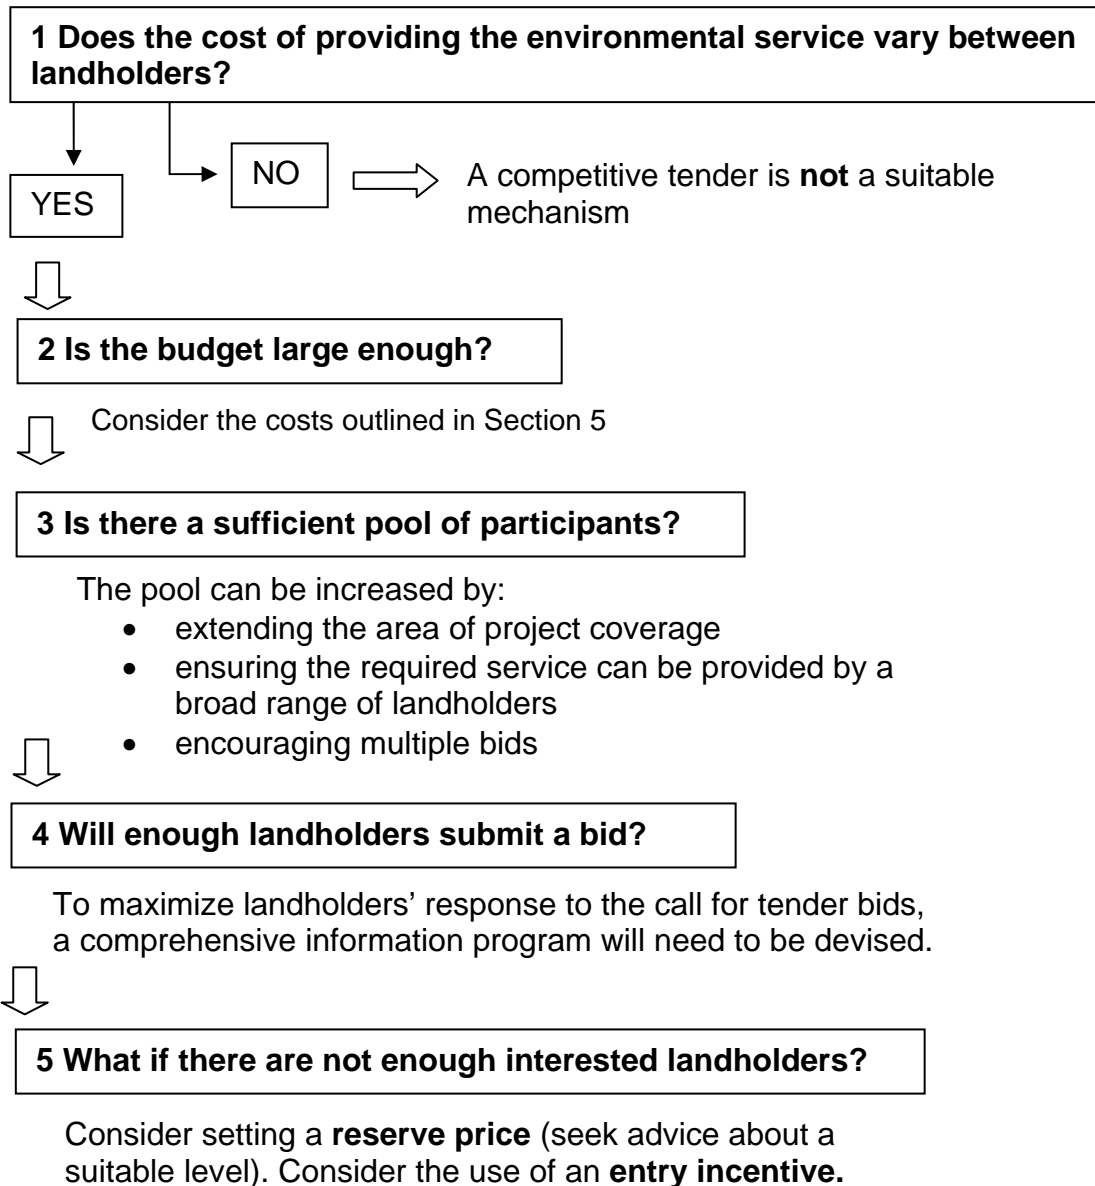 1 Does the cost of providing the environmental service vary between
landholders?
NO
YES
A competitive tender is not a suitable
mechanism
2 Is the budget large enough?
Consider the costs outlined in Section 5
3 Is there a sufficient pool of participants?
The pool can be increased by:
• extending the area of project coverage
• ensuring the required service can be provided by a
broad range of landholders
• encouraging multiple bids
4 Will enough landholders submit a bid?
To maximize landholders’ response to the call for tender bids,
a comprehensive information program will need to be devised.
5 What if there are not enough interested landholders?
Consider setting a reserve price (seek advice about a
suitable level). Consider the use of an entry incentive.